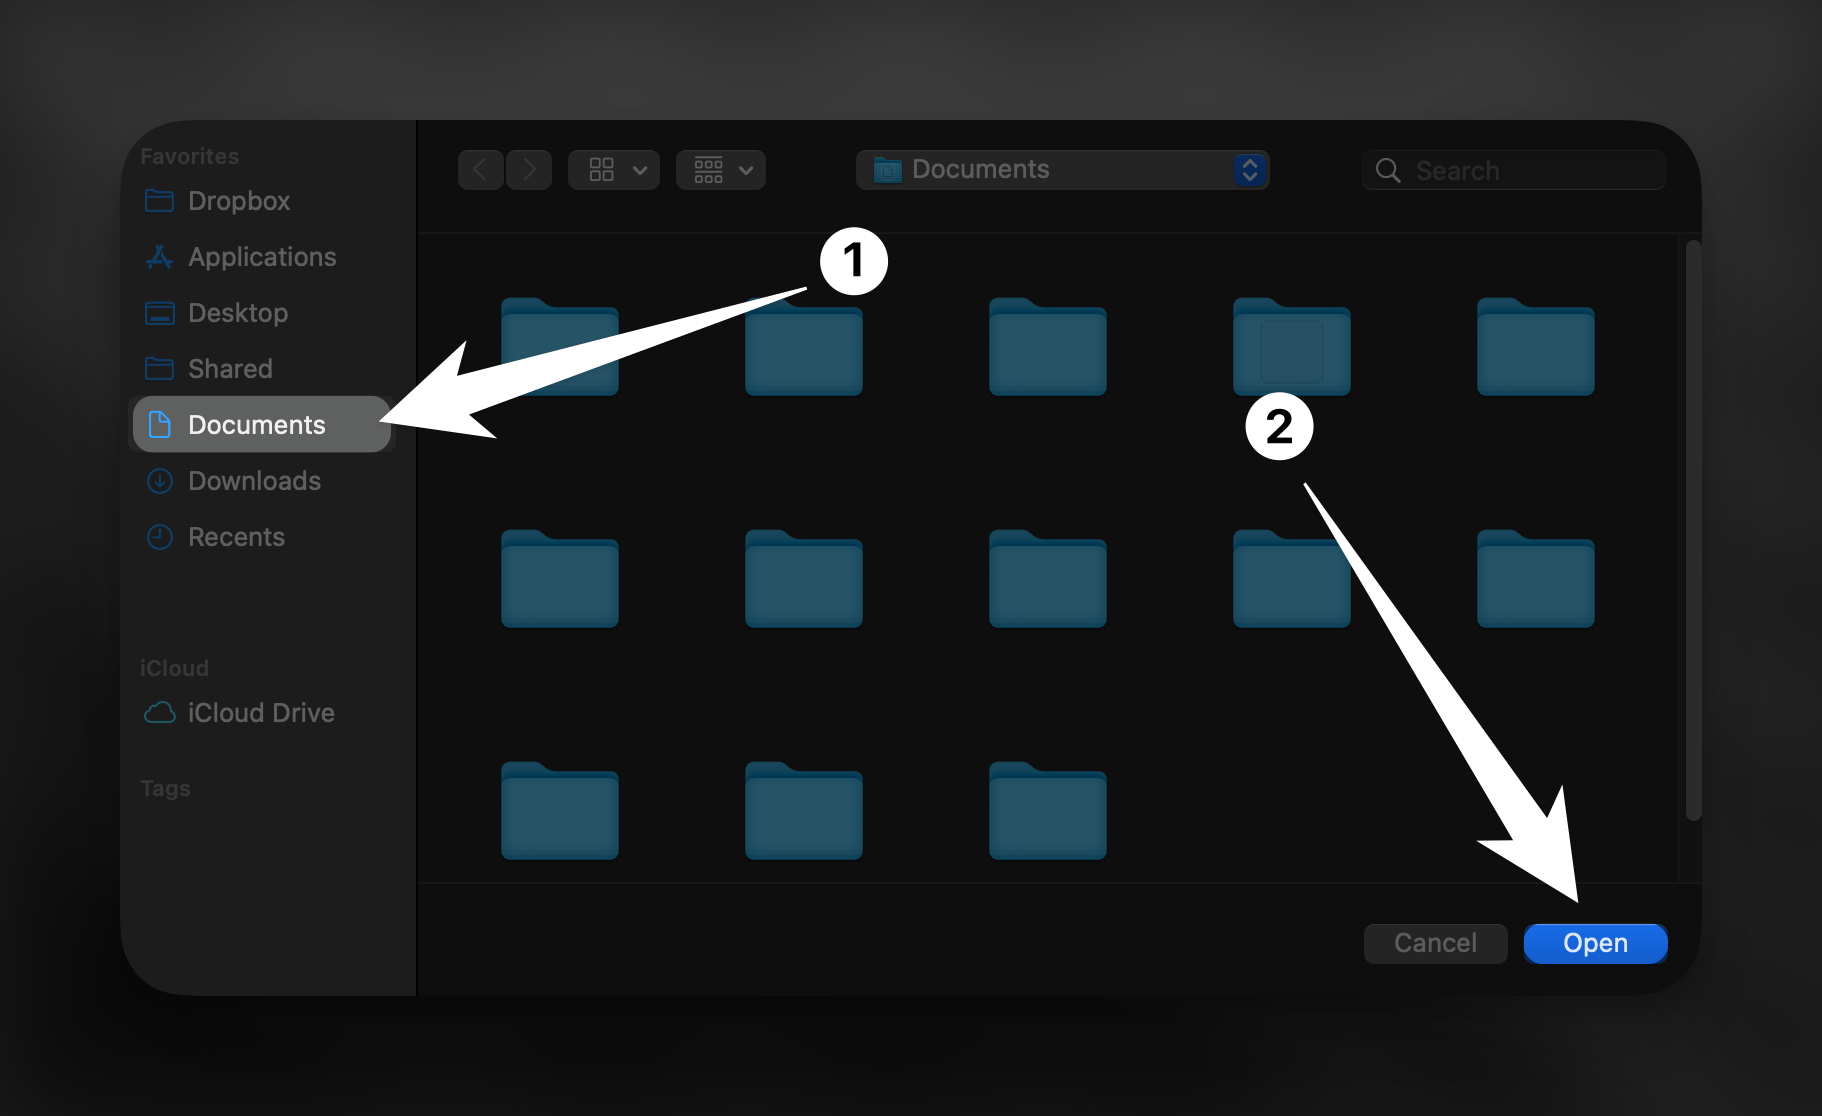 Favorites
Dropbox
Applications
Desktop
Shared
Documents
Downloads
Recents
iCloud
iCloud Drive
Tags
Documents
Search
1
2
Cancel
Open